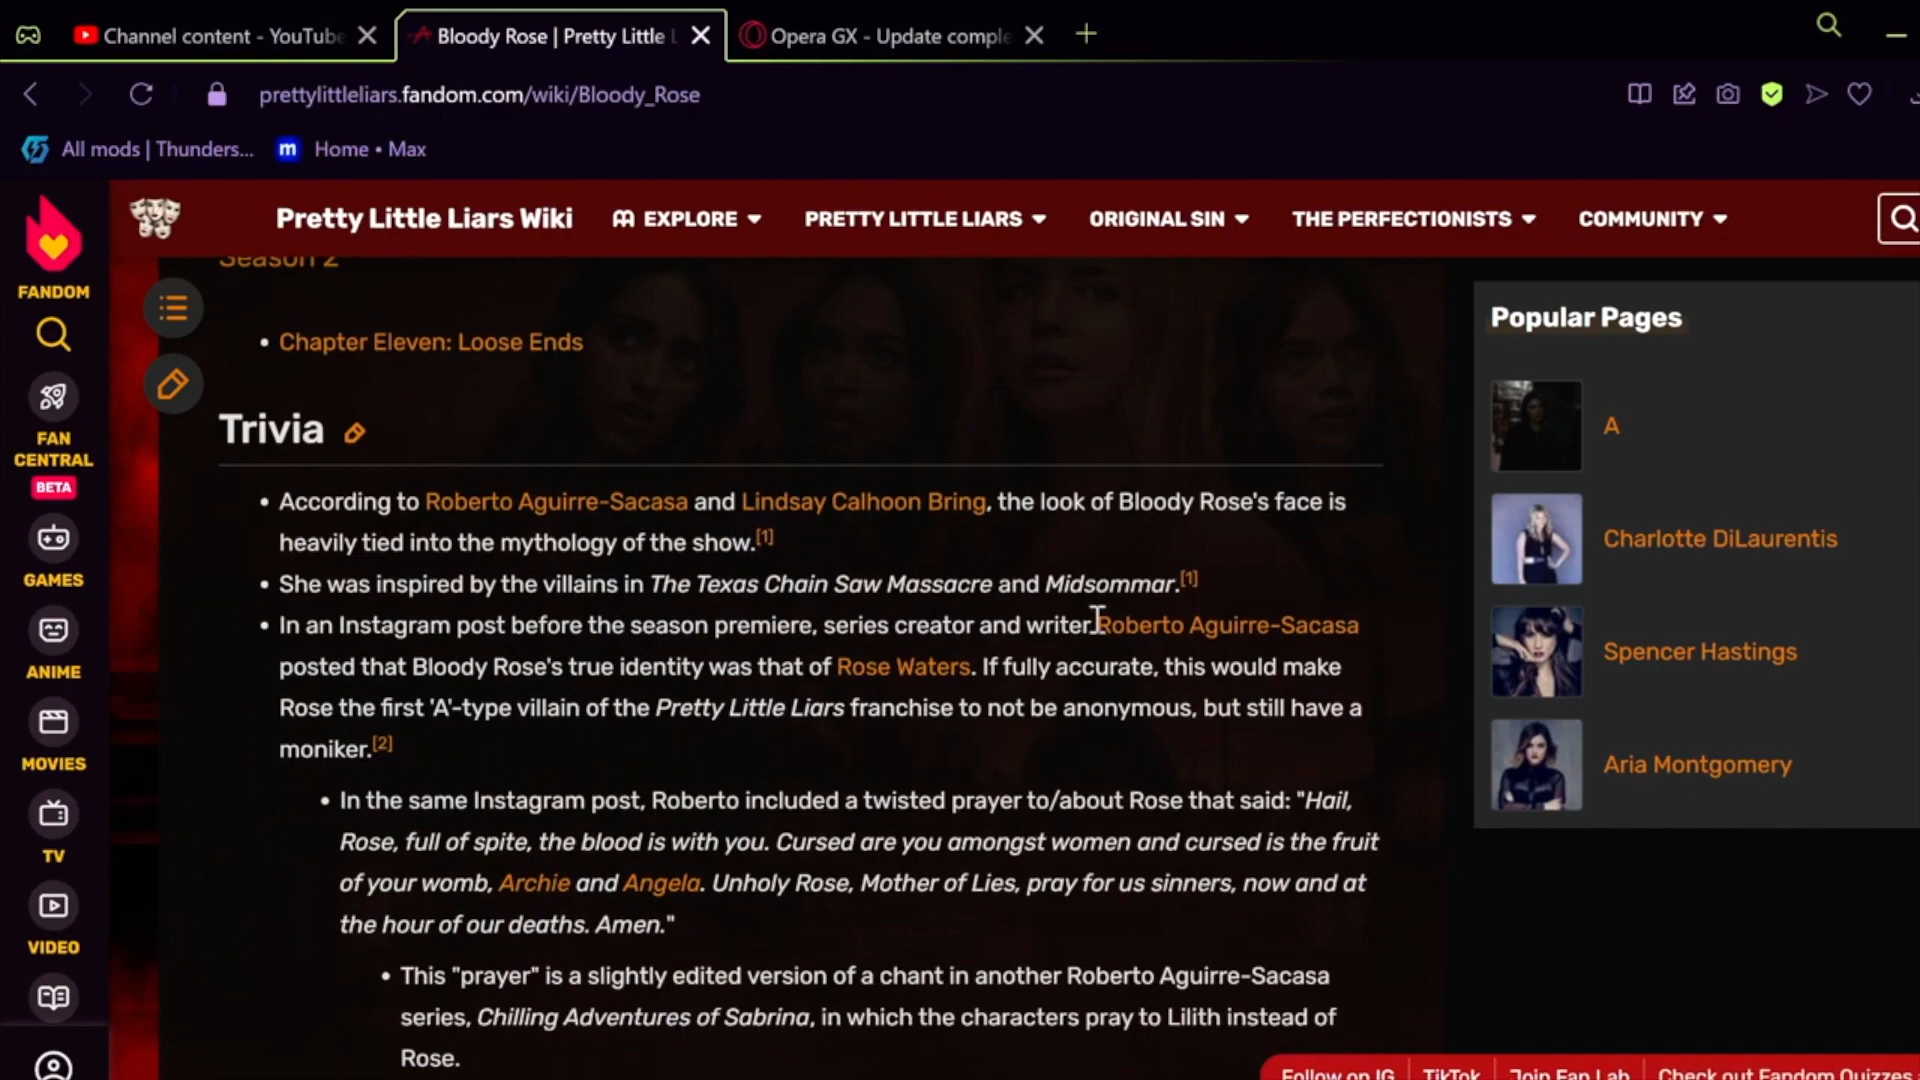 Channel content - YouTube
Bloody Rose | Pretty Little L
Opera GX - Update comple
prettylittleliars.fandom.com/wiki/Bloody_Rose
All mods | Thunders...
m Home • Max
FANDOM
FAN
CENTRAL
BETA
GAMES
ANIME
MOVIES
TV
VIDEO
Pretty Little Liars Wiki
EXPLORE
PRETTY LITTLE LIARS
ORIGINAL SIN
THE PERFECTIONISTS
COMMUNITY
Season 2
• Chapter Eleven: Loose Ends
Trivia
• According to Roberto Aguirre-Sacasa and Lindsay Calhoon Bring, the look of Bloody Rose's face is
heavily tied into the mythology of the show.[1]
• She was inspired by the villains in The Texas Chain Saw Massacre and Midsommar.[1]
• In an Instagram post before the season premiere, series creator and writer Roberto Aguirre-Sacasa
posted that Bloody Rose's true identity was that of Rose Waters. If fully accurate, this would make
Rose the first 'A'-type villain of the Pretty Little Liars franchise to not be anonymous, but still have a
moniker.[2]
• In the same Instagram post, Roberto included a twisted prayer to/about Rose that said: "Hail,
Rose, full of spite, the blood is with you. Cursed are you amongst women and cursed is the fruit
of your womb, Archie and Angela. Unholy Rose, Mother of Lies, pray for us sinners, now and at
the hour of our deaths. Amen."
• This "prayer" is a slightly edited version of a chant in another Roberto Aguirre-Sacasa
series, Chilling Adventures of Sabrina, in which the characters pray to Lilith instead of
Rose.
Popular Pages
A
Charlotte DiLaurentis
Spencer Hastings
Aria Montgomery
Follow on IG
TikTok
Join Fan Lab
Check out Fandom Quizzes